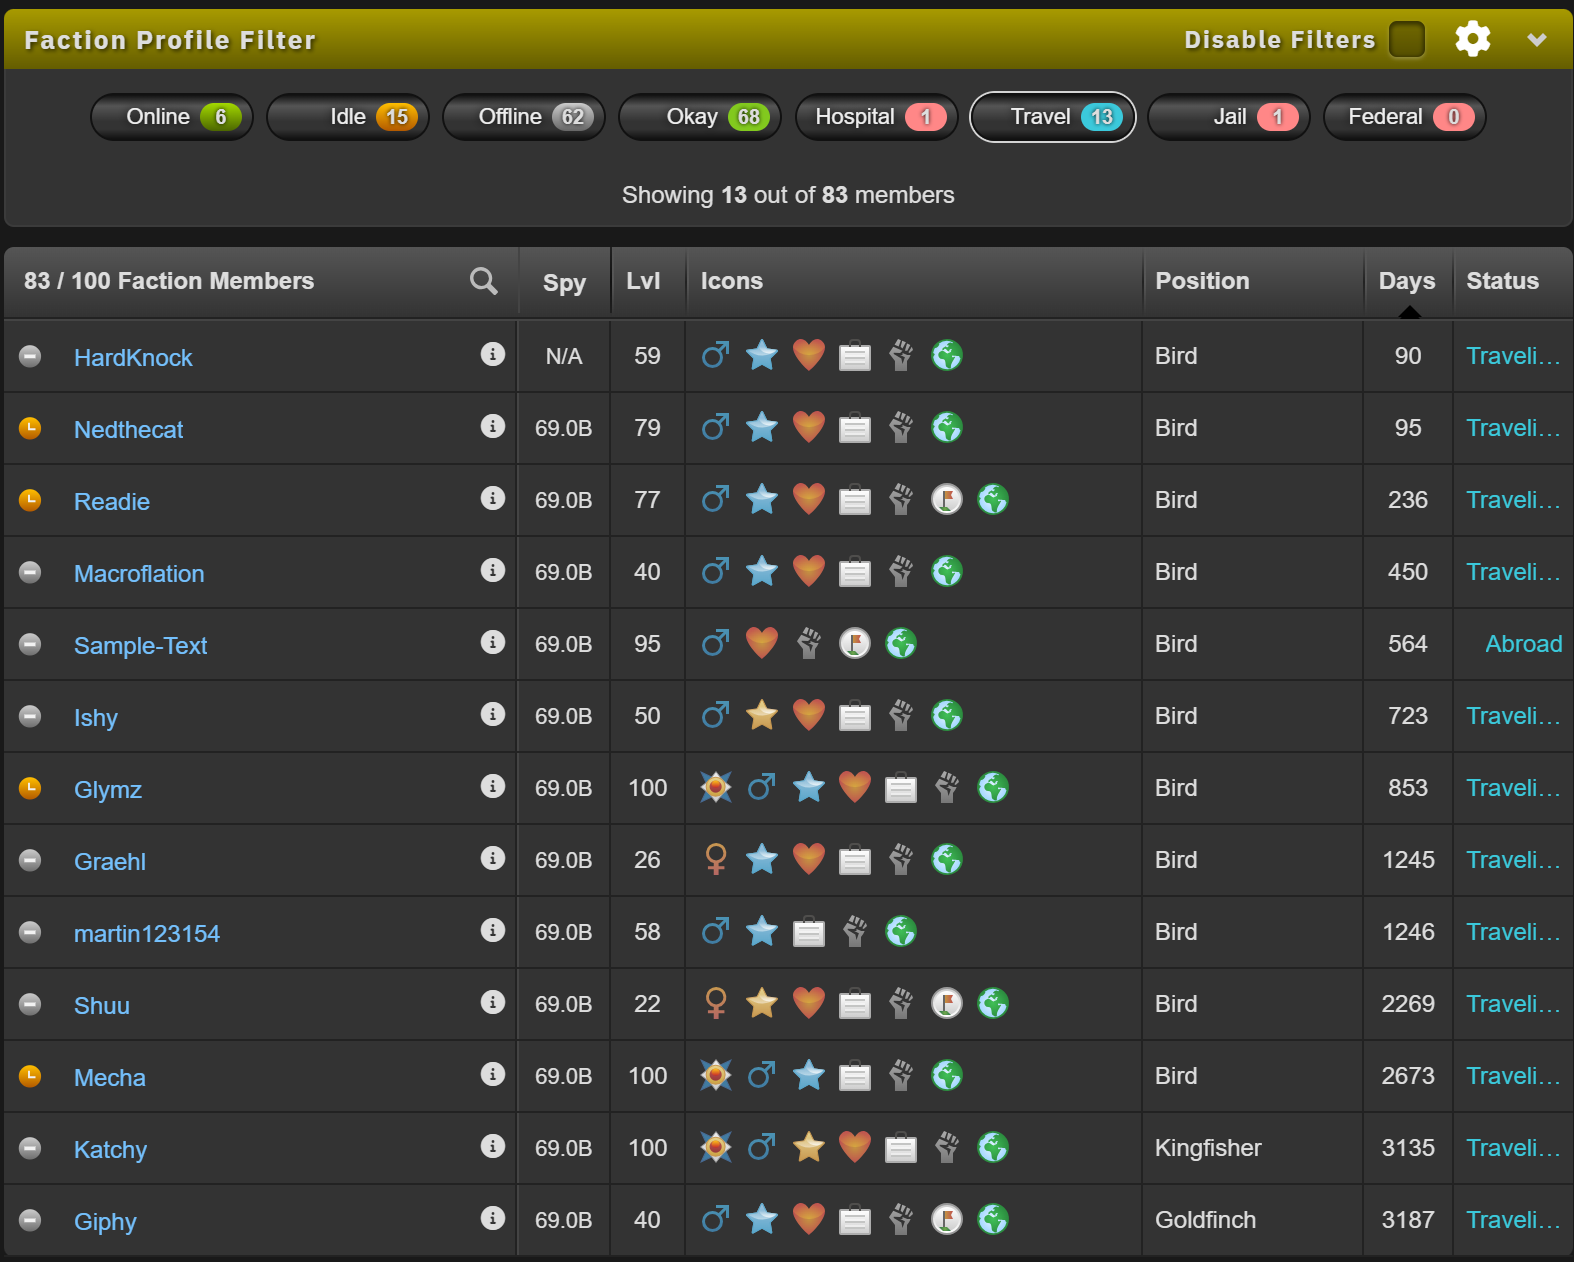 Faction Profile Filter Disable Filters
Online 6 Idle 15 Offline 62 Okay 68 Hospital 1 Travel 13 Jail 1 Federal 0
Showing 13 out of 83 members
83 / 100 Faction Members Spy Lvl Icons Position Days Status
HardKnock N/A 59 Bird 90 Traveli...
Nedthecat 69.0B 79 Bird 95 Traveli...
Readie 69.0B 77 Bird 236 Traveli...
Macroflation 69.0B 40 Bird 450 Traveli...
Sample-Text 69.0B 95 Bird 564 Abroad
Ishy 69.0B 50 Bird 723 Traveli...
Glymz 69.0B 100 Bird 853 Traveli...
Graehl 69.0B 26 Bird 1245 Traveli...
martin123154 69.0B 58 Bird 1246 Traveli...
Shuu 69.0B 22 Bird 2269 Traveli...
Mecha 69.0B 100 Bird 2673 Traveli...
Katchy 69.0B 100 Kingfisher 3135 Traveli...
Giphy 69.0B 40 Goldfinch 3187 Traveli...